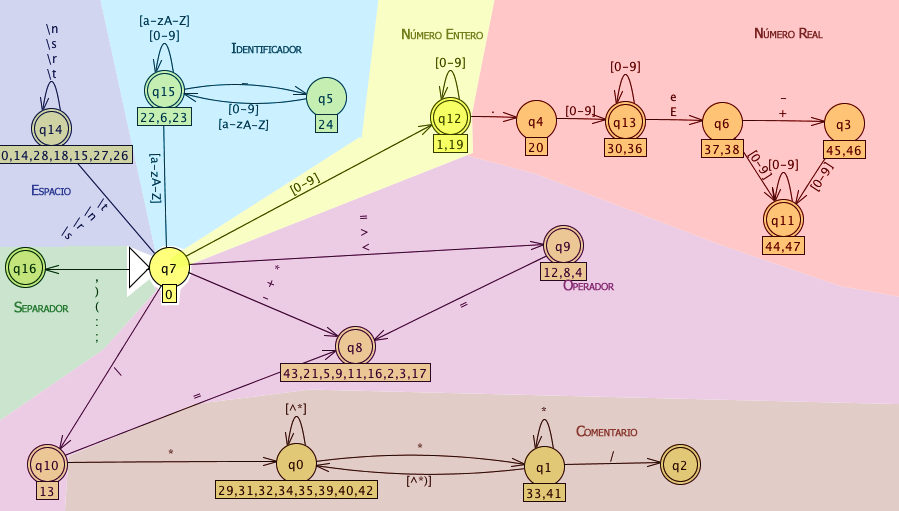 \n
\s
\r
\t
q14
0,14,28,18,15,27,26
ESPACIO
[a-zA-Z]
[0-9]
IDENTIFICADOR
q15
22,6,23
_
[0-9]
[a-zA-Z]
q5
24
[a-zA-Z]
NÚMERO ENTERO
[0-9]
q12
1,19
[0-9]
NÚMERO REAL
.
q4
20
[0-9]
[0-9]
q13
30,36
e
E
q6
37,38
-
+
q3
45,46
[0-9]
[0-9]
[0-9]
q11
44,47
\t
\n
\r
\s
q16
SEPARADOR
q7
0
,
)
(
:
;
=
>
<
q9
12,8,4
OPERADOR
*
+
-
=
q8
43,21,5,9,11,16,2,3,17
/
=
q10
13
*
[^*]
q0
29,31,32,34,35,39,40,42
*
[^*)]
*
q1
33,41
COMENTARIO
/
q2